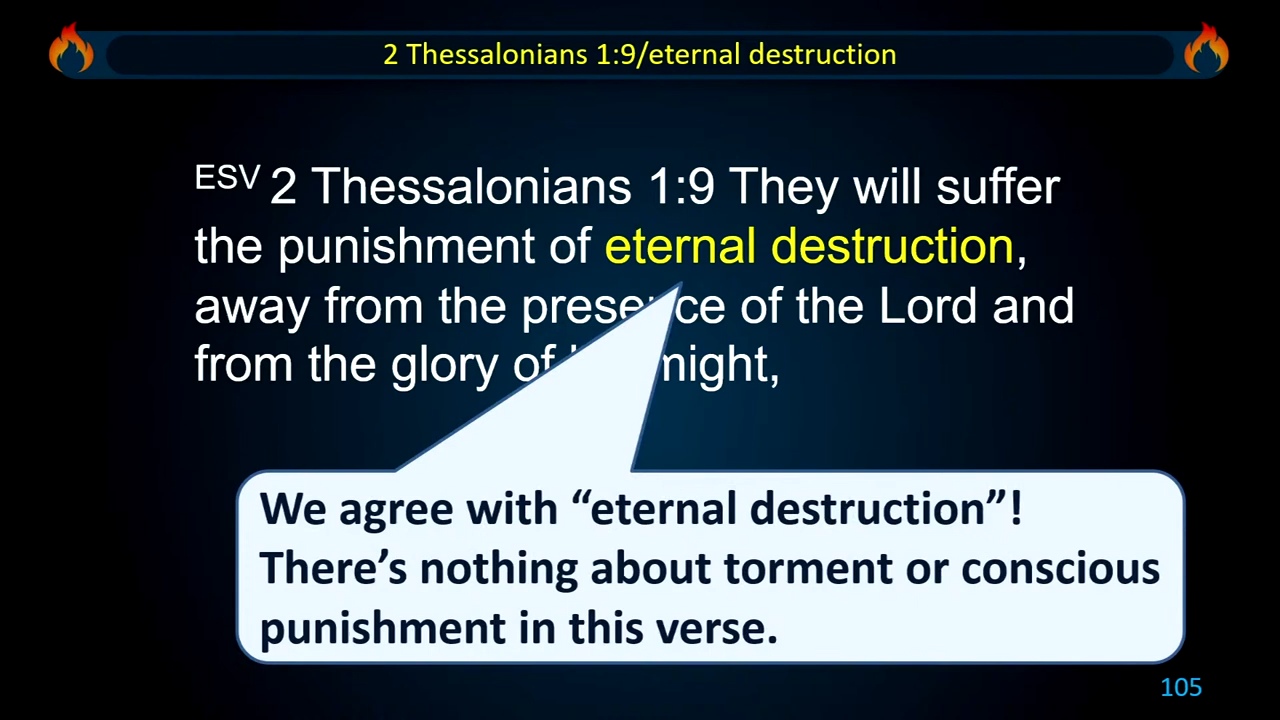 2 Thessalonians 1:9/eternal destruction
ESV 2 Thessalonians 1:9 They will suffer
the punishment of eternal destruction,
away from the presence of the Lord and
from the glory of might,
We agree with “eternal destruction”!
There’s nothing about torment or conscious
punishment in this verse.
105